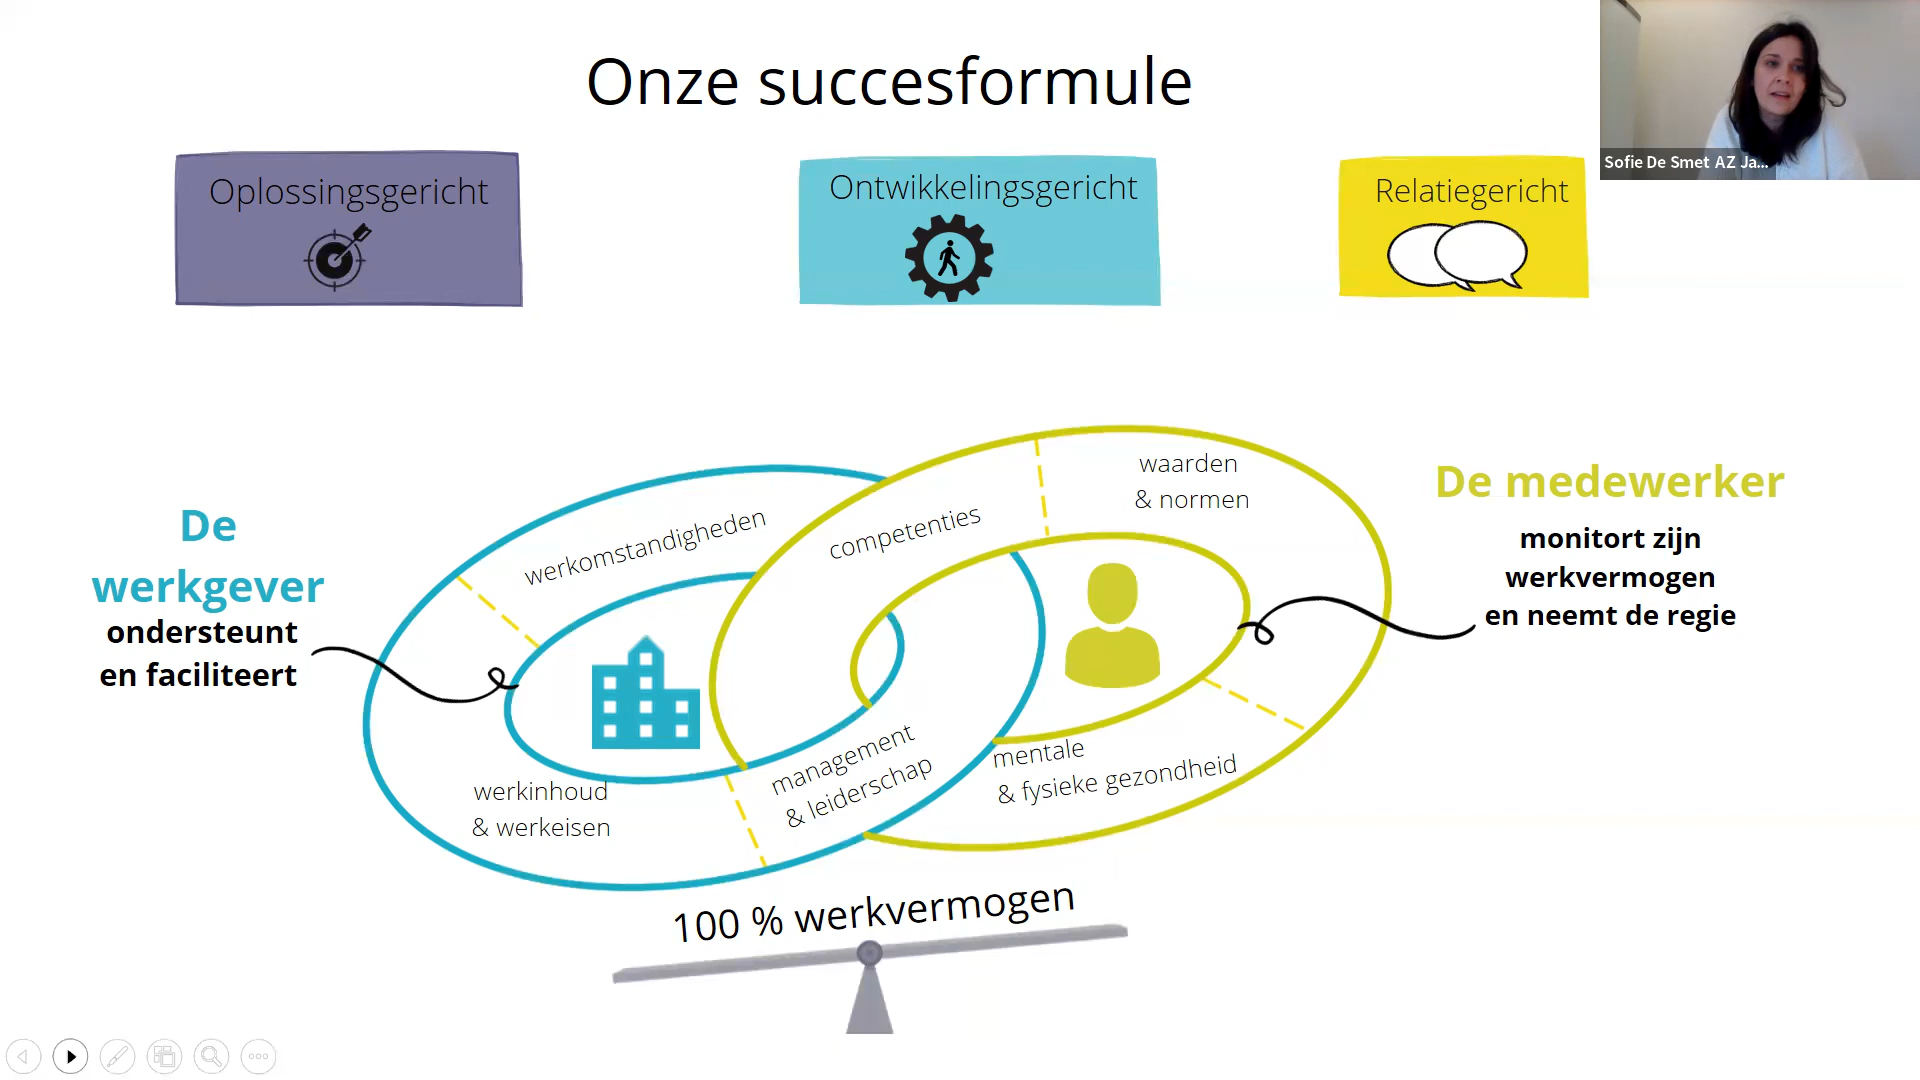 Onze succesformule
Sofie De Smet AZ Ja...
Oplossingsgericht
Ontwikkelingsgericht
Relatiegericht
De
werkgever
ondersteunt
en faciliteert
werkomstandigheden
competenties
waarden
& normen
De medewerker
monitort zijn
werkvermogen
en neemt de regie
werkinhoud
& werkeisen
management
& leiderschap
mentale
& fysieke gezondheid
100 % werkvermogen